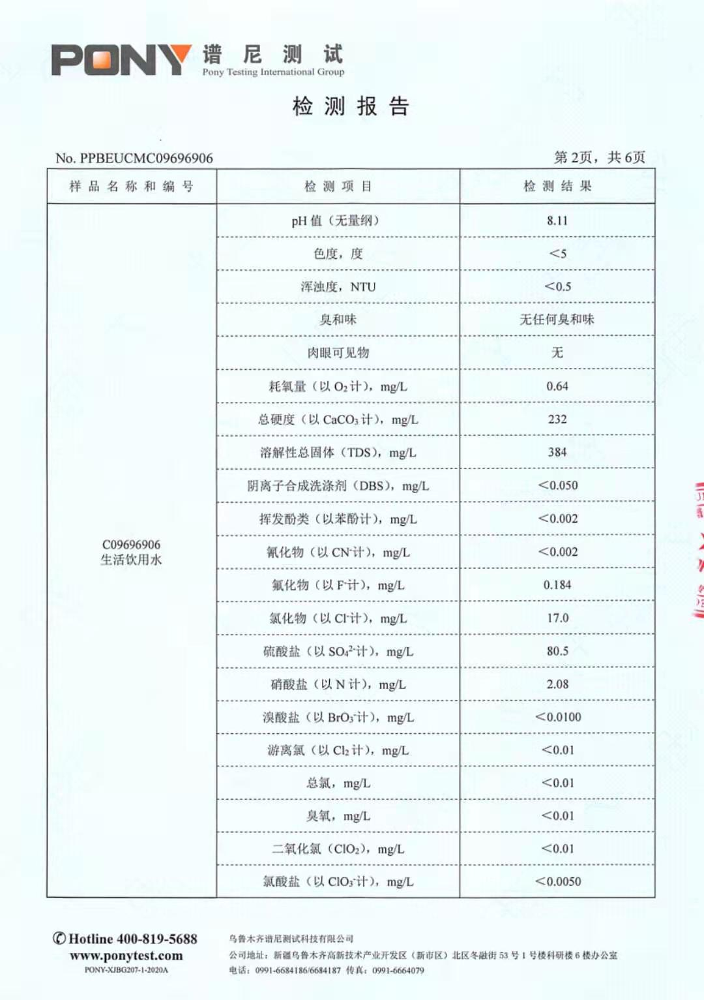 PONY 谱尼测试
Pony Testing International Group
检测报告
No. PPBEUCMC09696906 第 2页，共 6页
样品名称和编号 检测项目 检测结果
pH 值（无量纲） 8.11
色度，度 ＜5
浑浊度，NTU ＜0.5
臭和味 无任何臭和味
肉眼可见物 无
耗氧量（以 O₂ 计），mg/L 0.64
总硬度（以 CaCO₃ 计），mg/L 232
溶解性总固体（TDS），mg/L 384
阴离子合成洗涤剂（DBS），mg/L ＜0.050
挥发酚类（以苯酚计），mg/L ＜0.002
C09696906
生活饮用水
氰化物（以 CN⁻计），mg/L ＜0.002
氟化物（以 F⁻计），mg/L 0.184
氯化物（以 Cl⁻计），mg/L 17.0
硫酸盐（以 SO₄²⁻计），mg/L 80.5
硝酸盐（以 N 计），mg/L 2.08
溴酸盐（以 BrO₃⁻计），mg/L ＜0.0100
游离氯（以 Cl₂ 计），mg/L ＜0.01
总氯，mg/L ＜0.01
臭氧，mg/L ＜0.01
二氧化氯（ClO₂），mg/L ＜0.01
氯酸盐（以 ClO₃⁻计），mg/L ＜0.0050
✆ Hotline 400-819-5688
www.ponytest.com
PONY-XJBG207-1-2020A
乌鲁木齐谱尼测试科技有限公司
公司地址：新疆乌鲁木齐高新技术产业开发区（新市区）北区冬融街 53 号 1 号楼科研楼 6 楼办公室
电话：0991-6684186/6684187 传真：0991-6664079